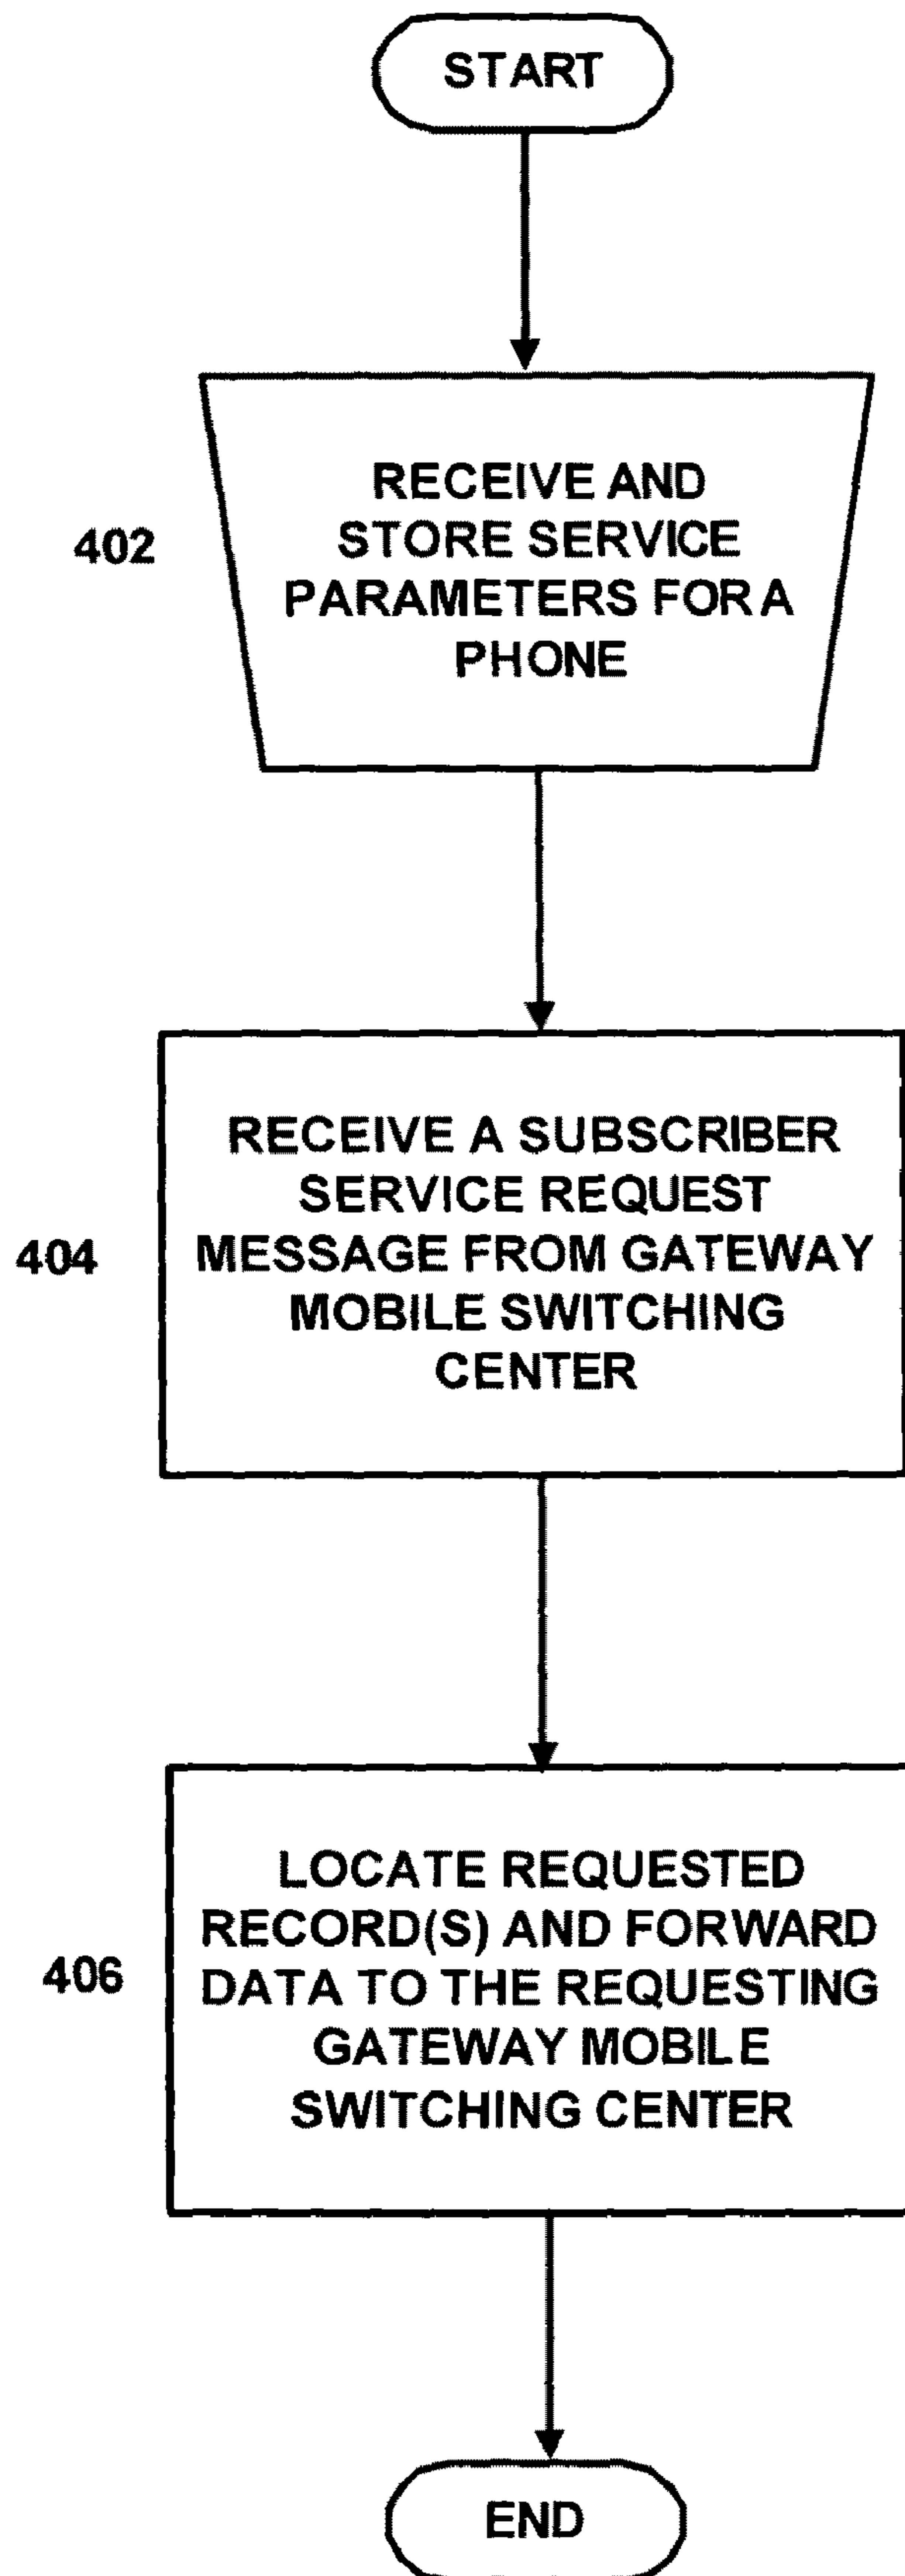 START
402
RECEIVE AND
STORE SERVICE
PARAMETERS FOR A
PHONE
404
RECEIVE A SUBSCRIBER
SERVICE REQUEST
MESSAGE FROM GATEWAY
MOBILE SWITCHING
CENTER
406
LOCATE REQUESTED
RECORD(S) AND FORWARD
DATA TO THE REQUESTING
GATEWAY MOBILE
SWITCHING CENTER
END